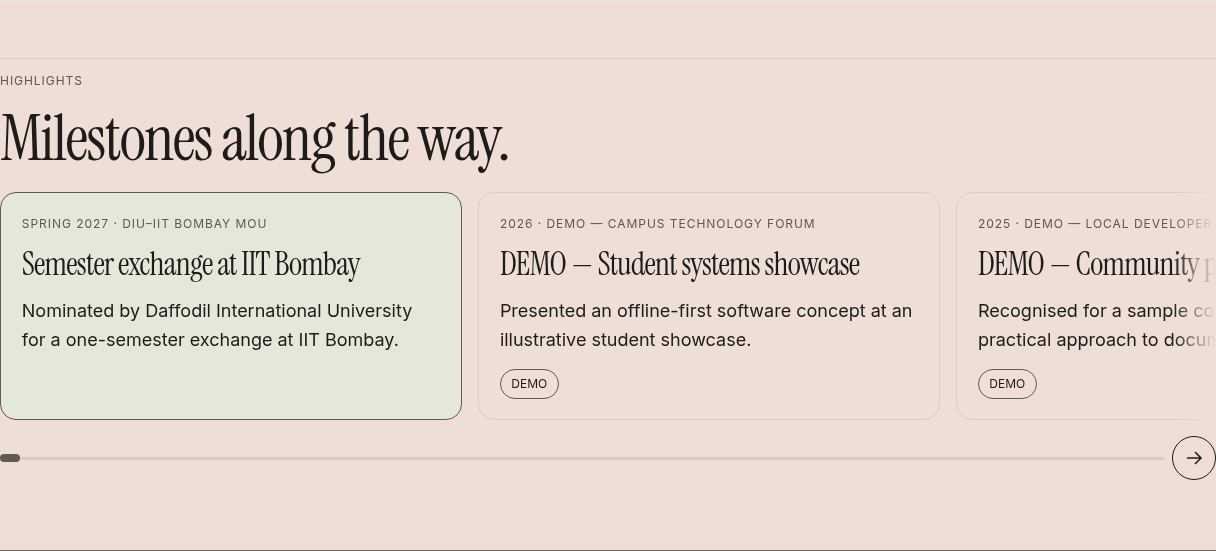 HIGHLIGHTS
Milestones along the way.
SPRING 2027 · DIU–IIT BOMBAY MOU
Semester exchange at IIT Bombay
Nominated by Daffodil International University
for a one-semester exchange at IIT Bombay.
2026 · DEMO — CAMPUS TECHNOLOGY FORUM
DEMO — Student systems showcase
Presented an offline-first software concept at an
illustrative student showcase.
DEMO
2025 · DEMO — LOCAL DEVELOPER
DEMO — Community
Recognised for a sample
practical approach to
DEMO